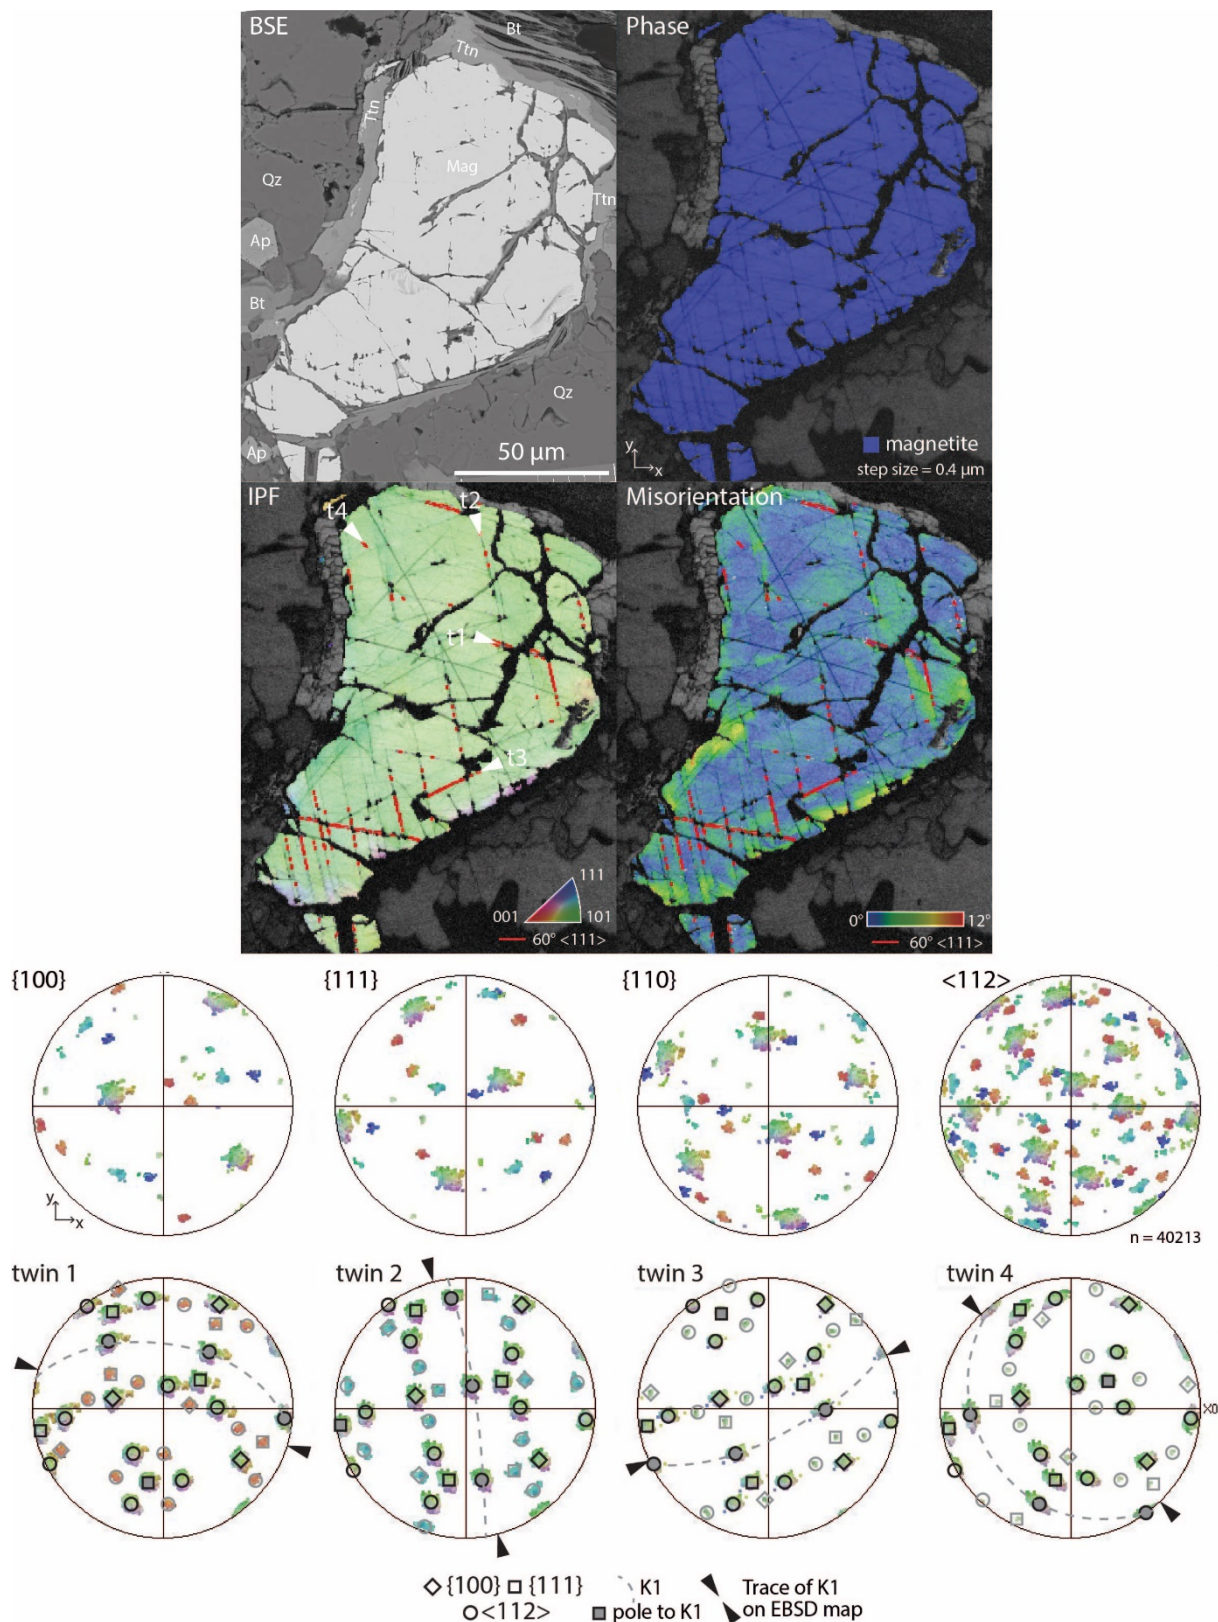 BSE
Bt
Ttn
Phase
Ttn
Mag
Qz
Ttn
Ap
Bt
Qz
Ap
50 µm
y
x
magnetite
step size = 0.4 µm
IPF
t2
Misorientation
t4
t1
t3
111
001
101
60° <111>
0°
12°
60° <111>
{100}
{111}
{110}
<112>
y
x
n = 40213
twin 1
twin 2
twin 3
twin 4
X0
{100} {111} K1 Trace of K1
<112> pole to K1 on EBSD map